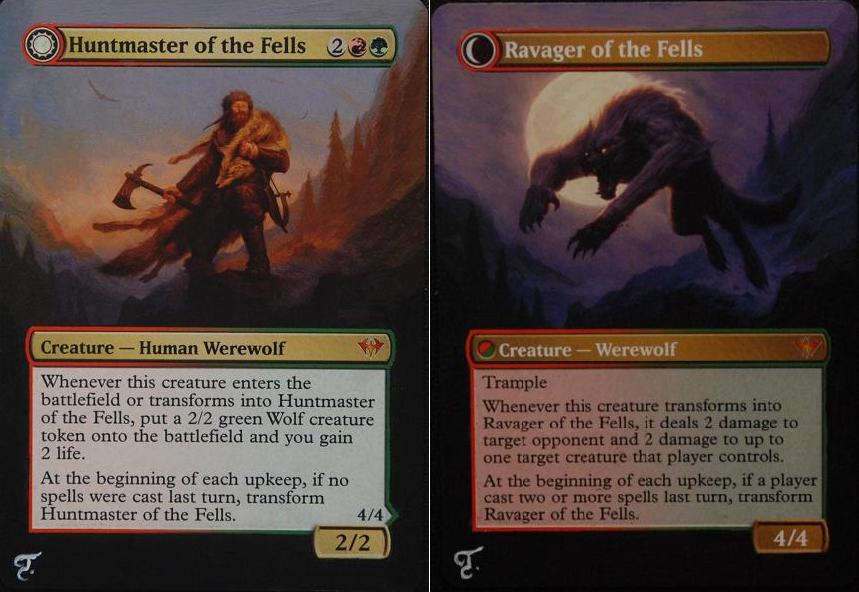 Huntmaster of the Fells 2
Creature — Human Werewolf
Whenever this creature enters the
battlefield or transforms into Huntmaster
of the Fells, put a 2/2 green Wolf creature
token onto the battlefield and you gain
2 life.
At the beginning of each upkeep, if no
spells were cast last turn, transform
Huntmaster of the Fells.
4/4
2/2
Ravager of the Fells
Creature — Werewolf
Trample
Whenever this creature transforms into
Ravager of the Fells, it deals 2 damage to
target opponent and 2 damage to up to
one target creature that player controls.
At the beginning of each upkeep, if a player
cast two or more spells last turn, transform
Ravager of the Fells.
4/4